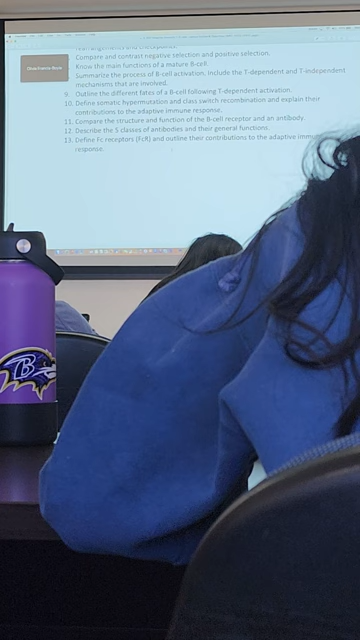 rearrangements and checkpoints.
Compare and contrast negative selection and positive selection.
Know the main functions of a mature B-cell.
Summarize the process of B-cell activation. Include the T-dependent and T-independent
mechanisms that are involved.
9. Outline the different fates of a B-cell following T-dependent activation.
10. Define somatic hypermutation and class switch recombination and explain their
contributions to the adaptive immune response.
11. Compare the structure and function of the B-cell receptor and an antibody.
12. Describe the 5 classes of antibodies and their general functions.
13. Define Fc receptors (FcR) and outline their contributions to the adaptive immu
response.
B